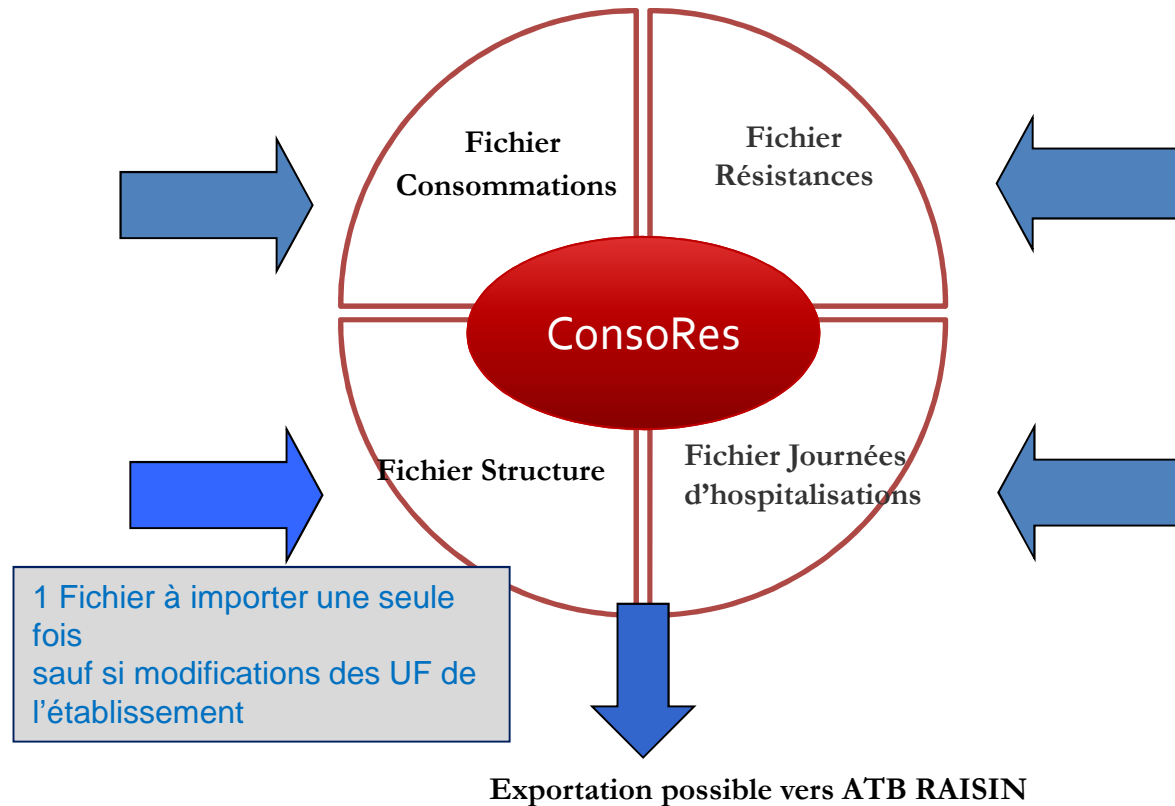 Fichier
Consommations
Fichier
Résistances
ConsoRes
Fichier Structure
Fichier Journées
d’hospitalisations
1 Fichier à importer une seule
fois
sauf si modifications des UF de
l’établissement
Exportation possible vers ATB RAISIN